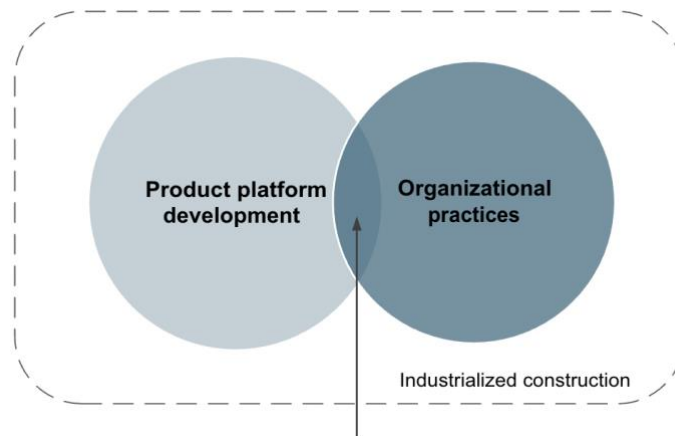 Product platform
development
Organizational
practices
Industrialized construction